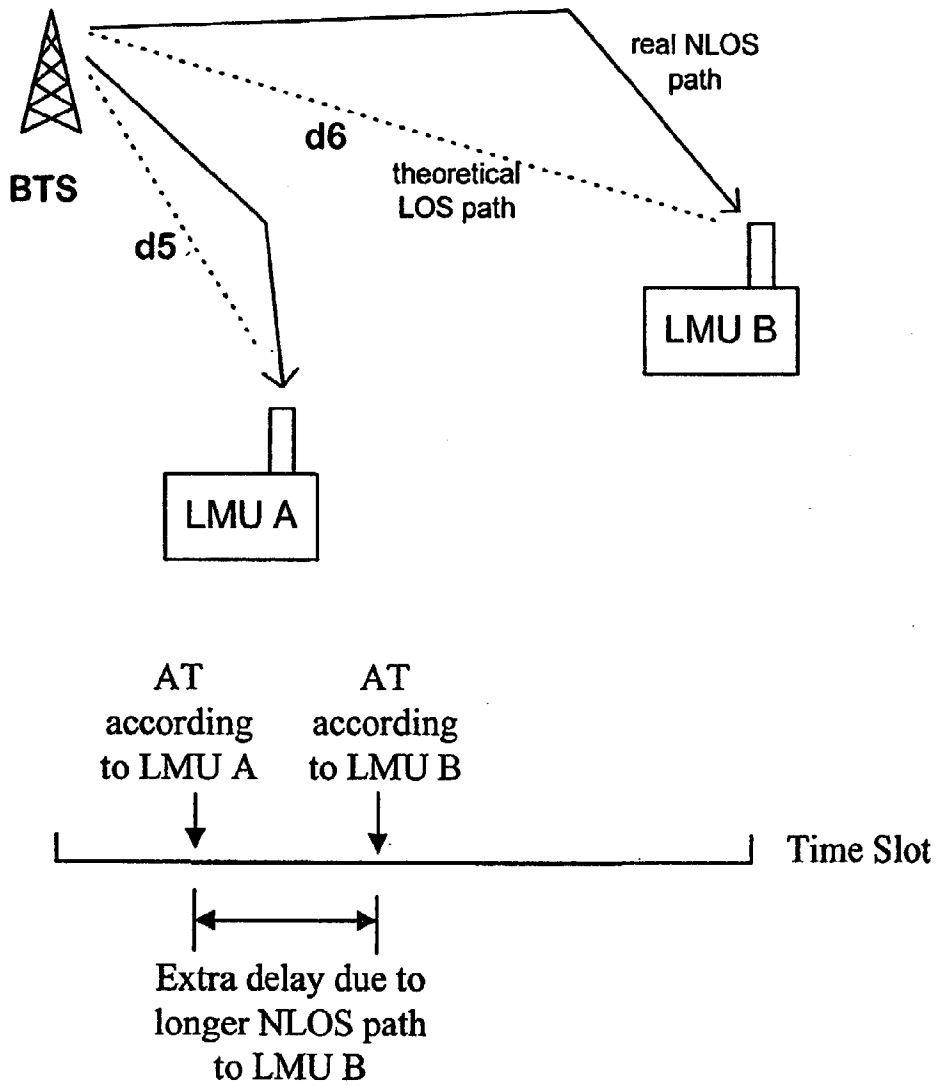 real NLOS
path
d6
BTS
theoretical
LOS path
d5
LMU B
LMU A
AT
according
to LMU A
AT
according
to LMU B
Time Slot
Extra delay due to
longer NLOS path
to LMU B